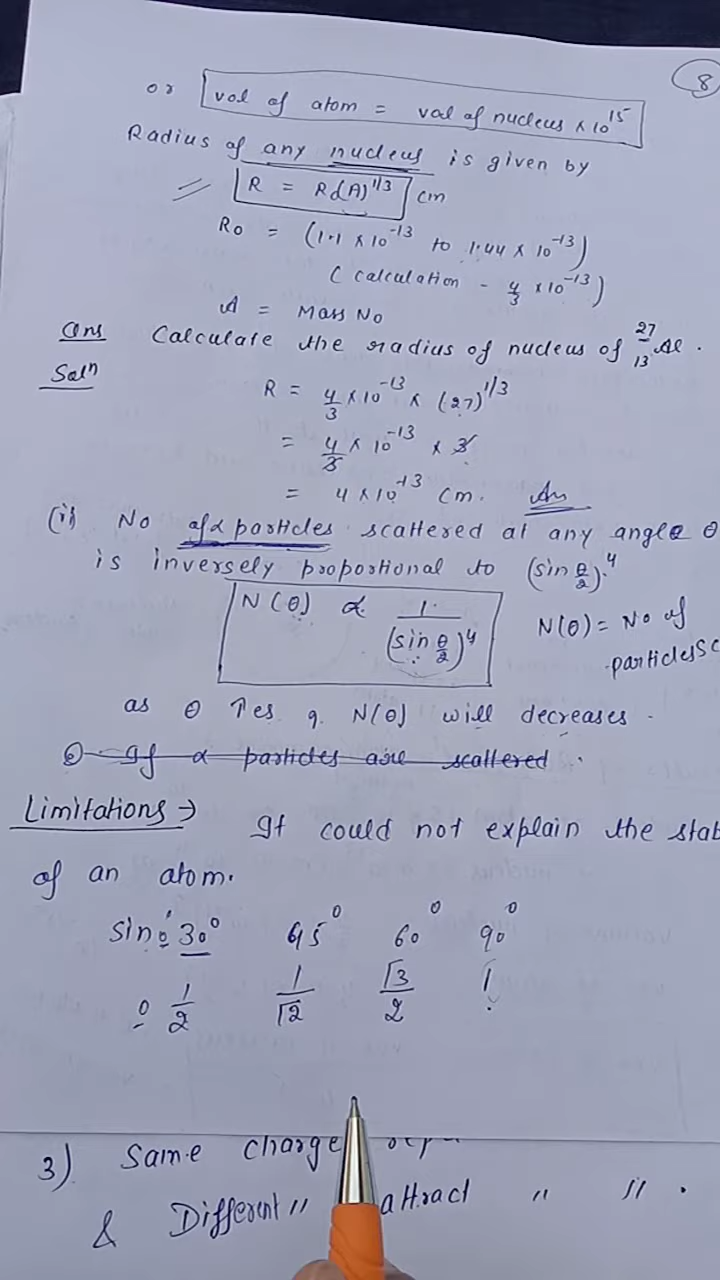 8
or vol of atom = vol of nucleus × 10^15
Radius of any nucleus is given by
R = R₀(A)^1/3 cm
R₀ = (1.1 × 10^-13 to 1.44 × 10^-13)
(calculation - 4/3 × 10^-13)
A = Mass No
Qns Calculate the radius of nucleus of 27 13 Al.
Solⁿ
R = 4/3 × 10^-13 × (27)^1/3
= 4/3 × 10^-13 × 3
= 4 × 10^-13 cm. Ans
(i) No of α particles scattered at any angle θ
is inversely proportional to (sin θ/2)^4
N(θ) ∝ 1/(sin θ/2)^4 N(θ) = No of
particles sc
as θ ↑es, N(θ) will decreases.
If α particles are scattered.
Limitations → It could not explain the stab
of an atom.
sin 0° 30° 45° 60° 90°
0 1/2 1/√2 √3/2 1
3) Same charge
& Different " attract " ".